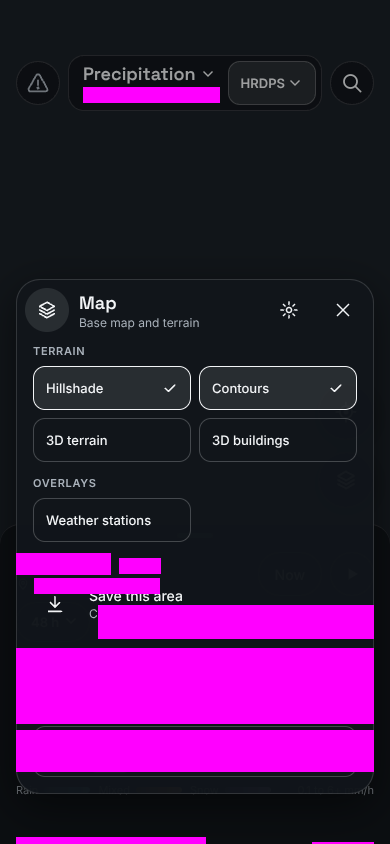 Precipitation
HRDPS
Map
Base map and terrain
TERRAIN
Hillshade
Contours
3D terrain
3D buildings
OVERLAYS
Weather stations
Now
Save this area